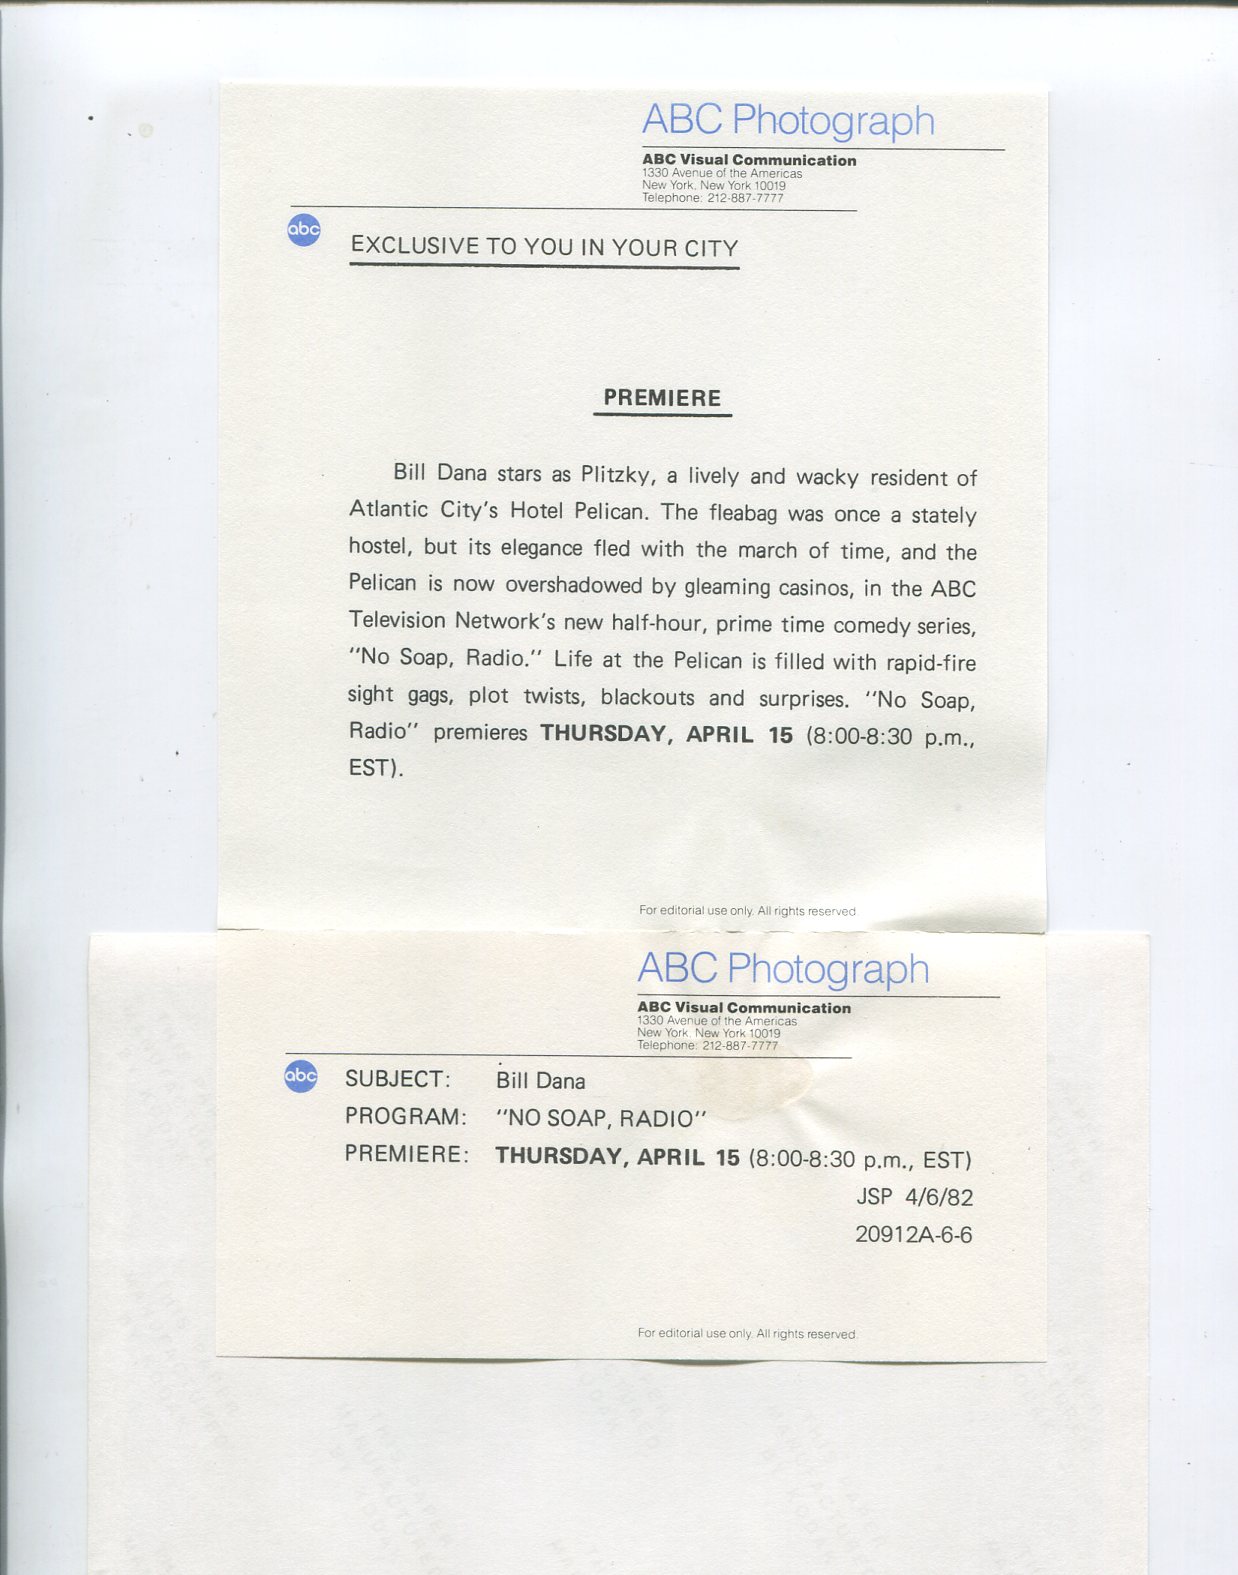 ABC Photograph
ABC Visual Communication
1330 Avenue of the Americas
New York, New York 10019
Telephone: 212-887-7777
abc
EXCLUSIVE TO YOU IN YOUR CITY
PREMIERE
Bill Dana stars as Plitzky, a lively and wacky resident of
Atlantic City's Hotel Pelican. The fleabag was once a stately
hostel, but its elegance fled with the march of time, and the
Pelican is now overshadowed by gleaming casinos, in the ABC
Television Network's new half-hour, prime time comedy series,
"No Soap, Radio." Life at the Pelican is filled with rapid-fire
sight gags, plot twists, blackouts and surprises. "No Soap,
Radio" premieres THURSDAY, APRIL 15 (8:00-8:30 p.m.,
EST).
For editorial use only. All rights reserved.
ABC Photograph
ABC Visual Communication
1330 Avenue of the Americas
New York, New York 10019
Telephone: 212-887-7777
abc
SUBJECT: Bill Dana
PROGRAM: "NO SOAP, RADIO"
PREMIERE: THURSDAY, APRIL 15 (8:00-8:30 p.m., EST)
JSP 4/6/82
20912A-6-6
For editorial use only. All rights reserved.